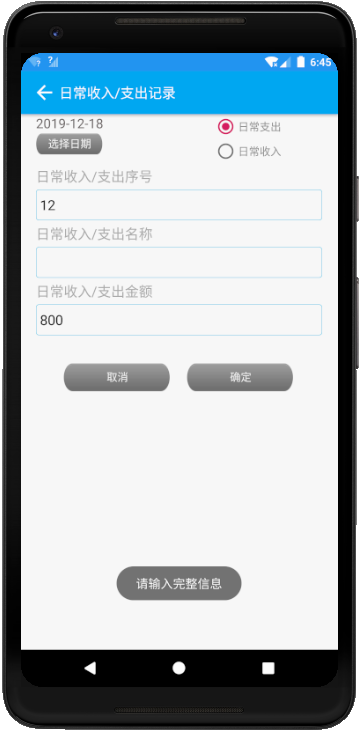 6:45
日常收入/支出记录
2019-12-18
日常支出
选择日期
日常收入
日常收入/支出序号
12
日常收入/支出名称
日常收入/支出金额
800
取消 确定
请输入完整信息